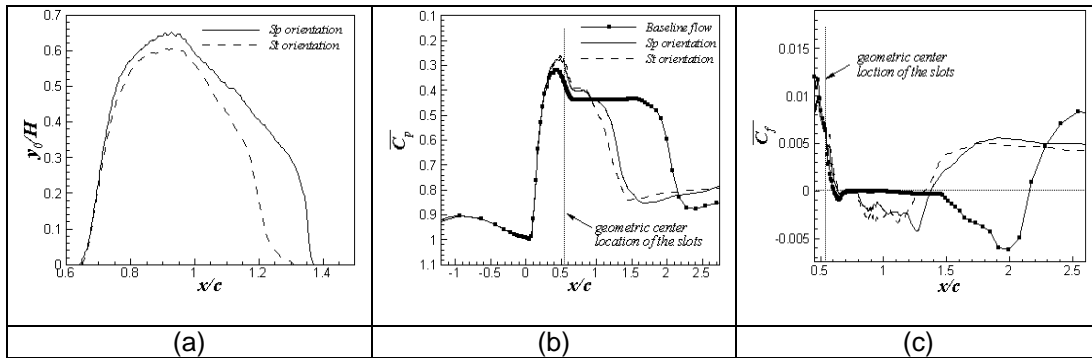 0.7
0.6
0.5
0.4
0.3
0.2
0.1
0
0.6
0.8
1.0
1.2
1.4
y₀/H
x/c
Sp orientation
St orientation
(a)
0.1
0.2
0.3
0.4
0.5
0.6
0.7
0.8
0.9
1
1.1
-1
-0.5
0
0.5
1
1.5
2
2.5
C̅p
x/c
Baseline flow
Sp orientation
St orientation
geometric center
location of the slots
(b)
0.015
0.010
0.005
0
-0.005
0.5
1
1.5
2
2.5
C̅f
x/c
geometric center
loction of the slots
(c)